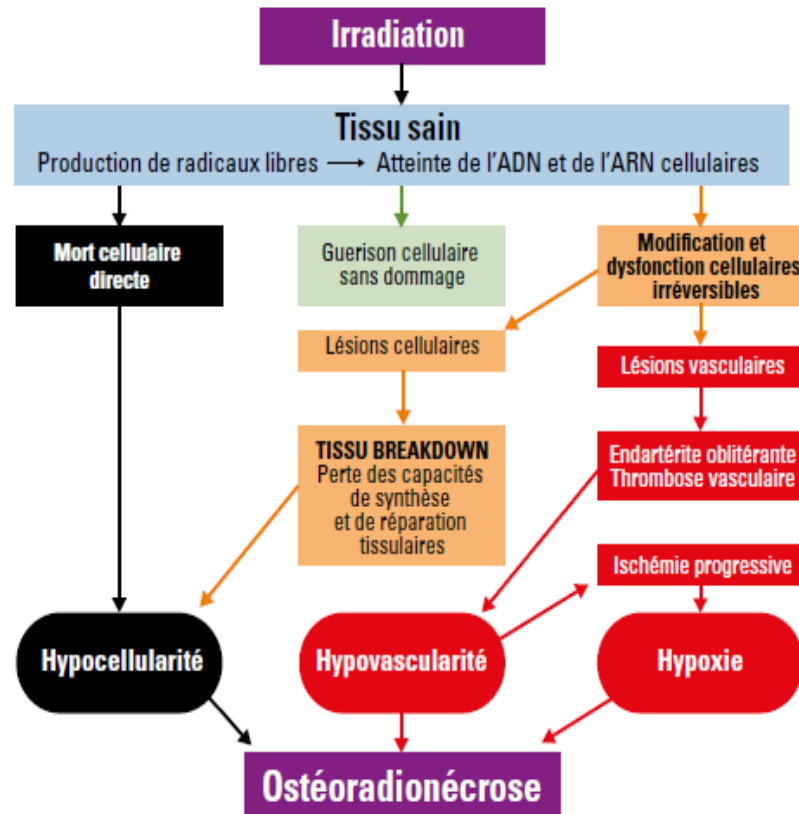 Irradiation
Tissu sain
Production de radicaux libres → Atteinte de l'ADN et de l'ARN cellulaires
Mort cellulaire
directe
Guerison cellulaire
sans dommage
Modification et
dysfonction cellulaires
irréversibles
Lésions cellulaires
Lésions vasculaires
TISSU BREAKDOWN
Perte des capacités
de synthèse
et de réparation
tissulaires
Endartérite oblitérante
Thrombose vasculaire
Ischémie progressive
Hypocellularité
Hypovascularité
Hypoxie
Ostéoradionécrose